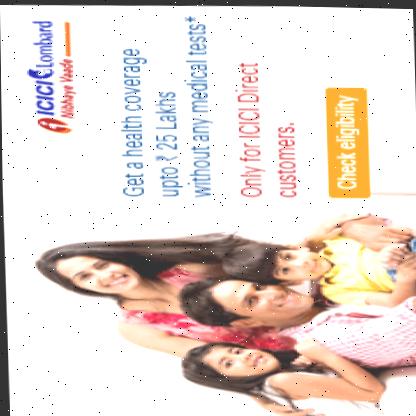 ICICI Lombard
Nibhaye Vaade
Get a health coverage
upto ₹ 25 Lakhs
without any medical tests*
Only for ICICI Direct
customers.
Check eligibility